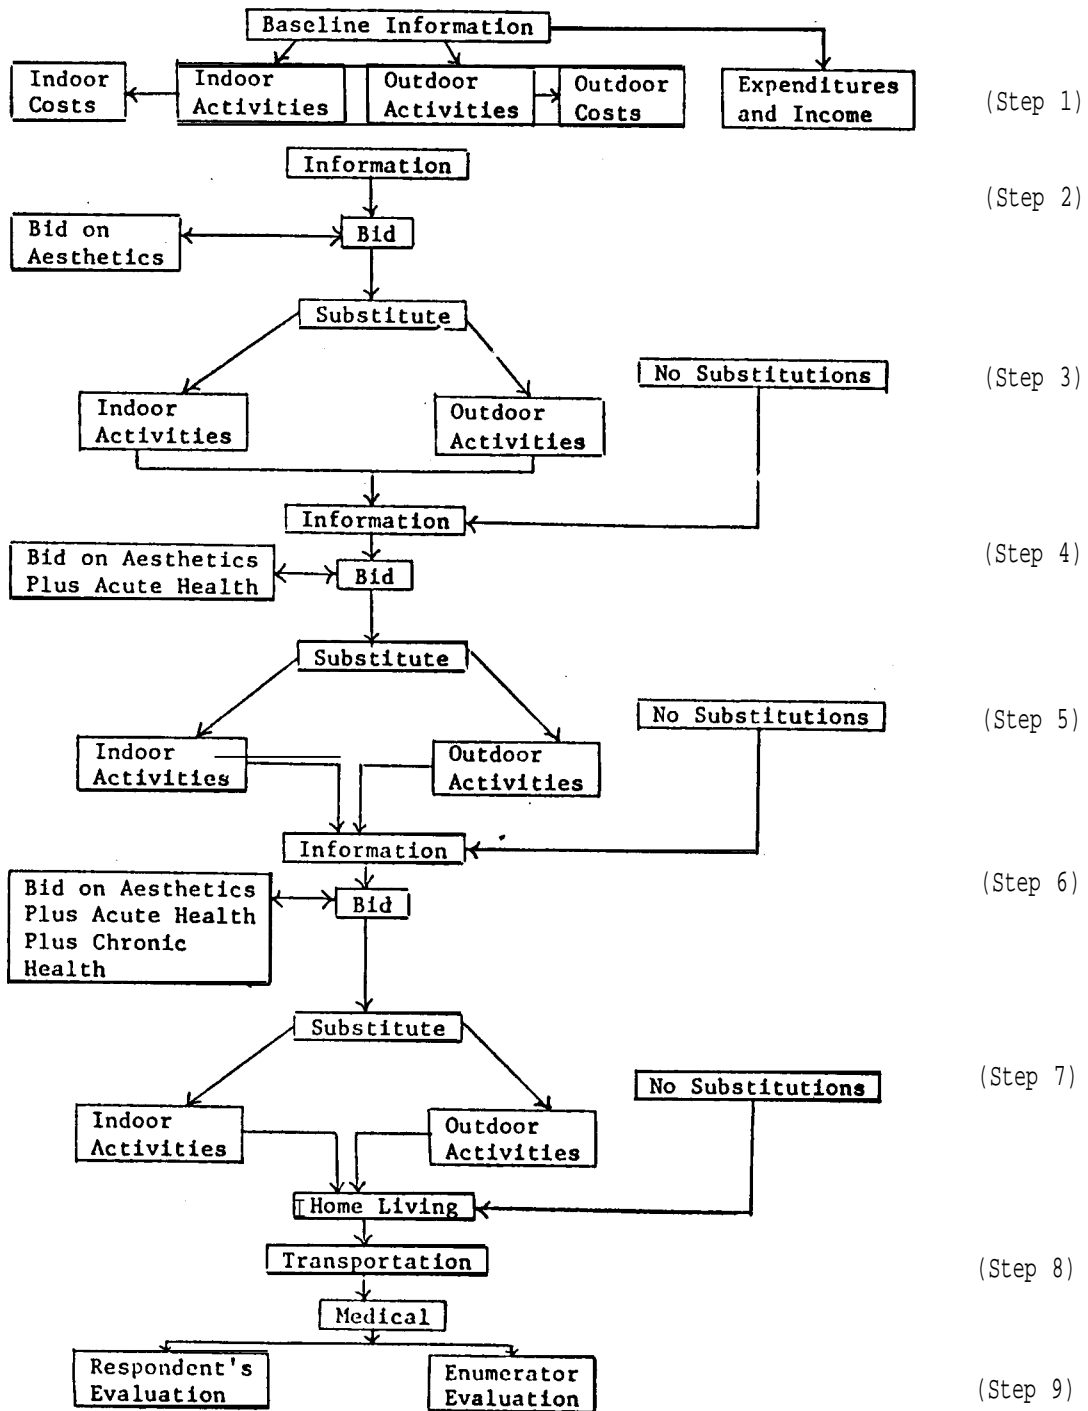 Baseline Information
Indoor
Costs
Indoor
Activities
Outdoor
Activities
Outdoor
Costs
Expenditures
and Income
(Step 1)
Information
(Step 2)
Bid on
Aesthetics
Bid
Substitute
No Substitutions
(Step 3)
Indoor
Activities
Outdoor
Activities
Information
Bid on Aesthetics
Plus Acute Health
Bid
(Step 4)
Substitute
No Substitutions
(Step 5)
Indoor
Activities
Outdoor
Activities
Information
Bid on Aesthetics
Plus Acute Health
Plus Chronic
Health
Bid
(Step 6)
Substitute
No Substitutions
(Step 7)
Indoor
Activities
Outdoor
Activities
Home Living
Transportation
(Step 8)
Medical
Respondent's
Evaluation
Enumerator
Evaluation
(Step 9)